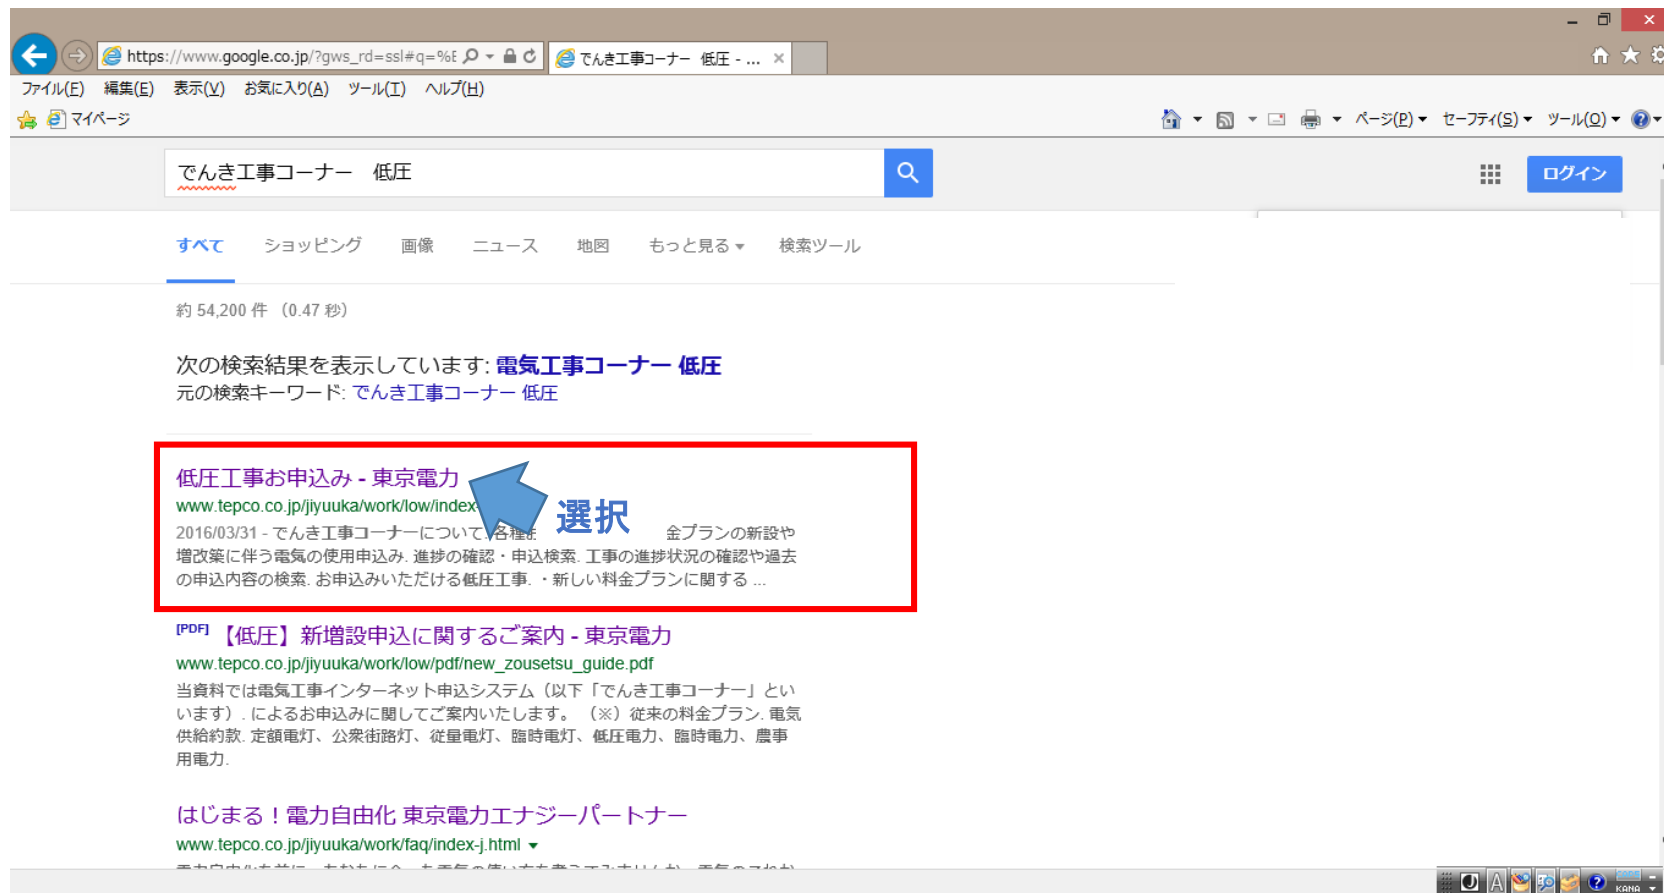 https://www.google.co.jp/?gws_rd=ssl#q=%E
でんき工事コーナー 低圧 - ...
ファイル(F) 編集(E) 表示(V) お気に入り(A) ツール(T) ヘルプ(H)
マイページ
ページ(P) セーフティ(S) ツール(O)
でんき工事コーナー　低圧
ログイン
すべて ショッピング 画像 ニュース 地図 もっと見る 検索ツール
約 54,200 件 （0.47 秒）
次の検索結果を表示しています: 電気工事コーナー 低圧
元の検索キーワード: でんき工事コーナー 低圧
低圧工事お申込み - 東京電力
www.tepco.co.jp/jiyuuka/work/low/index-
選択
2016/03/31 - でんき工事コーナーについて. 各種 金プランの新設や
増改築に伴う電気の使用申込み. 進捗の確認・申込検索. 工事の進捗状況の確認や過去
の申込内容の検索. お申込みいただける低圧工事. ・新しい料金プランに関する ...
[PDF] 【低圧】新増設申込に関するご案内 - 東京電力
www.tepco.co.jp/jiyuuka/work/low/pdf/new_zousetsu_guide.pdf
当資料では電気工事インターネット申込システム（以下「でんき工事コーナー」とい
います）. によるお申込みに関してご案内いたします。 （※）従来の料金プラン. 電気
供給約款. 定額電灯、公衆街路灯、従量電灯、臨時電灯、低圧電力、臨時電力、農事
用電力.
はじまる！電力自由化 東京電力エナジーパートナー
www.tepco.co.jp/jiyuuka/work/faq/index-j.html
A
KANA